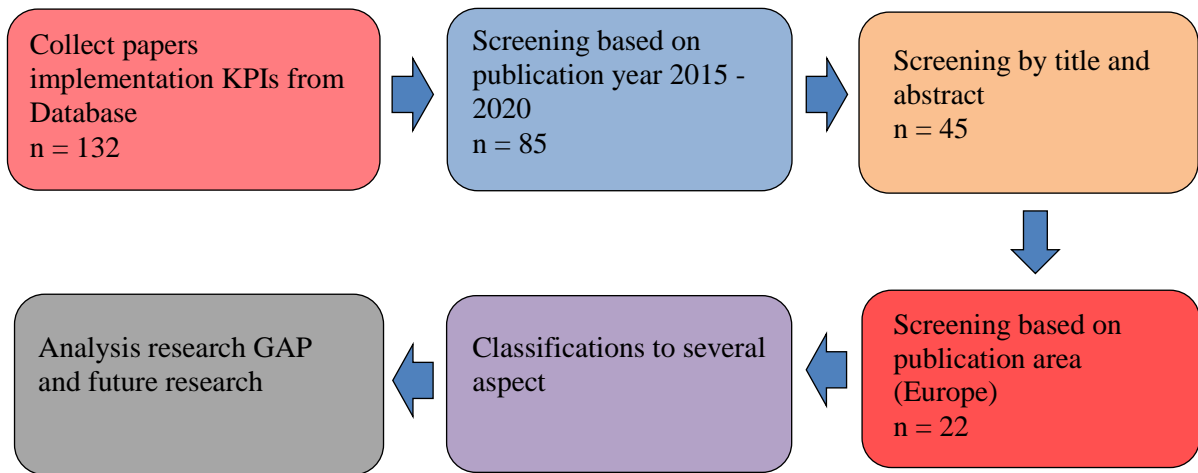 Collect papers
implementation KPIs from
Database
n = 132
Screening based on
publication year 2015 -
2020
n = 85
Screening by title and
abstract
n = 45
Screening based on
publication area
(Europe)
n = 22
Classifications to several
aspect
Analysis research GAP
and future research